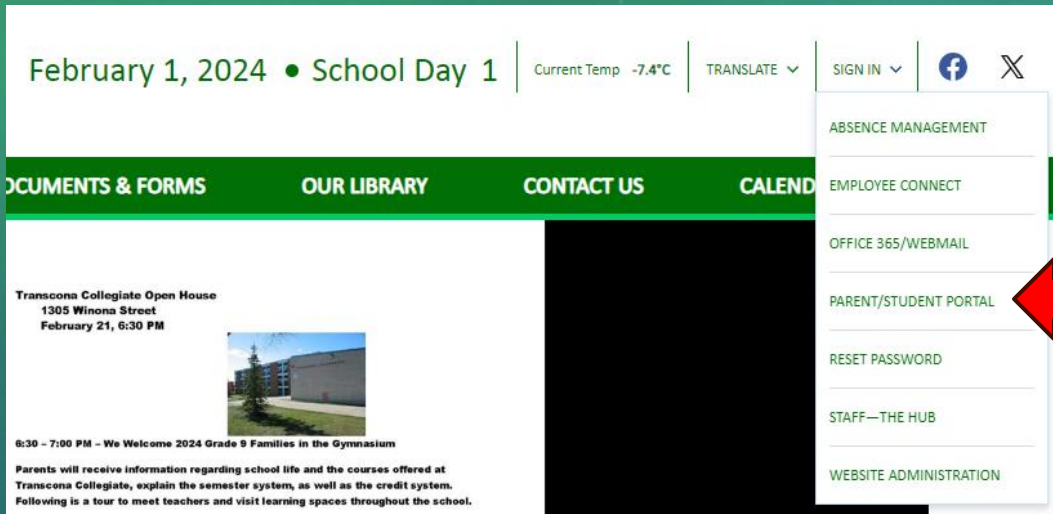 February 1, 2024 • School Day 1
Current Temp -7.4°C
TRANSLATE
SIGN IN
ABSENCE MANAGEMENT
EMPLOYEE CONNECT
OFFICE 365/WEBMAIL
PARENT/STUDENT PORTAL
RESET PASSWORD
STAFF—THE HUB
WEBSITE ADMINISTRATION
OCUMENTS & FORMS
OUR LIBRARY
CONTACT US
CALEND
Transcona Collegiate Open House
1305 Winona Street
February 21, 6:30 PM
6:30 – 7:00 PM – We Welcome 2024 Grade 9 Families in the Gymnasium
Parents will receive information regarding school life and the courses offered at
Transcona Collegiate, explain the semester system, as well as the credit system.
Following is a tour to meet teachers and visit learning spaces throughout the school.